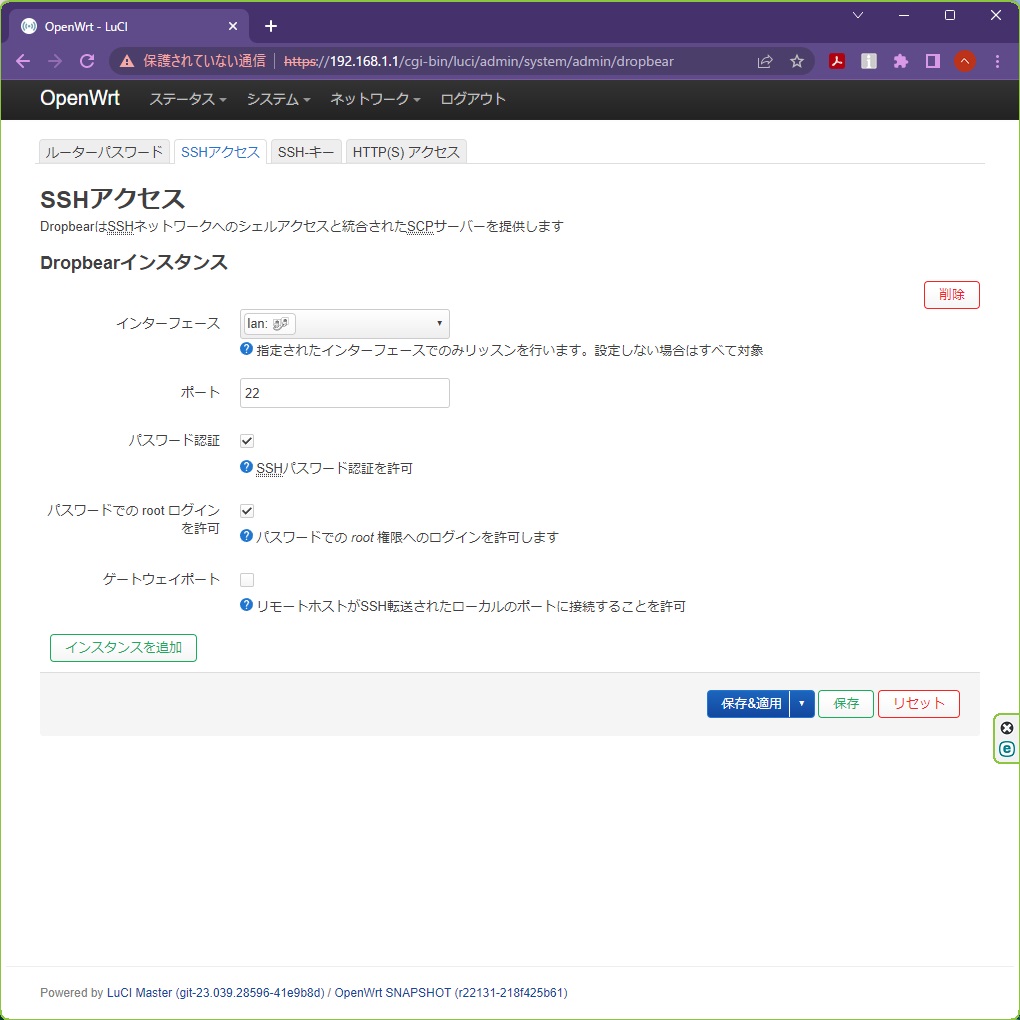 OpenWrt - LuCI
保護されていない通信 https://192.168.1.1/cgi-bin/luci/admin/system/admin/dropbear
OpenWrt ステータス システム ネットワーク ログアウト
ルーターパスワード SSHアクセス SSH-キー HTTP(S) アクセス
SSHアクセス
DropbearはSSHネットワークへのシェルアクセスと統合されたSCPサーバーを提供します
Dropbearインスタンス
削除
インターフェース lan:
指定されたインターフェースでのみリッスンを行います。設定しない場合はすべて対象
ポート 22
パスワード認証
SSHパスワード認証を許可
パスワードでの root ログイン
を許可
パスワードでの root 権限へのログインを許可します
ゲートウェイポート
リモートホストがSSH転送されたローカルのポートに接続することを許可
インスタンスを追加
保存&適用 保存 リセット
Powered by LuCI Master (git-23.039.28596-41e9b8d) / OpenWrt SNAPSHOT (r22131-218f425b61)